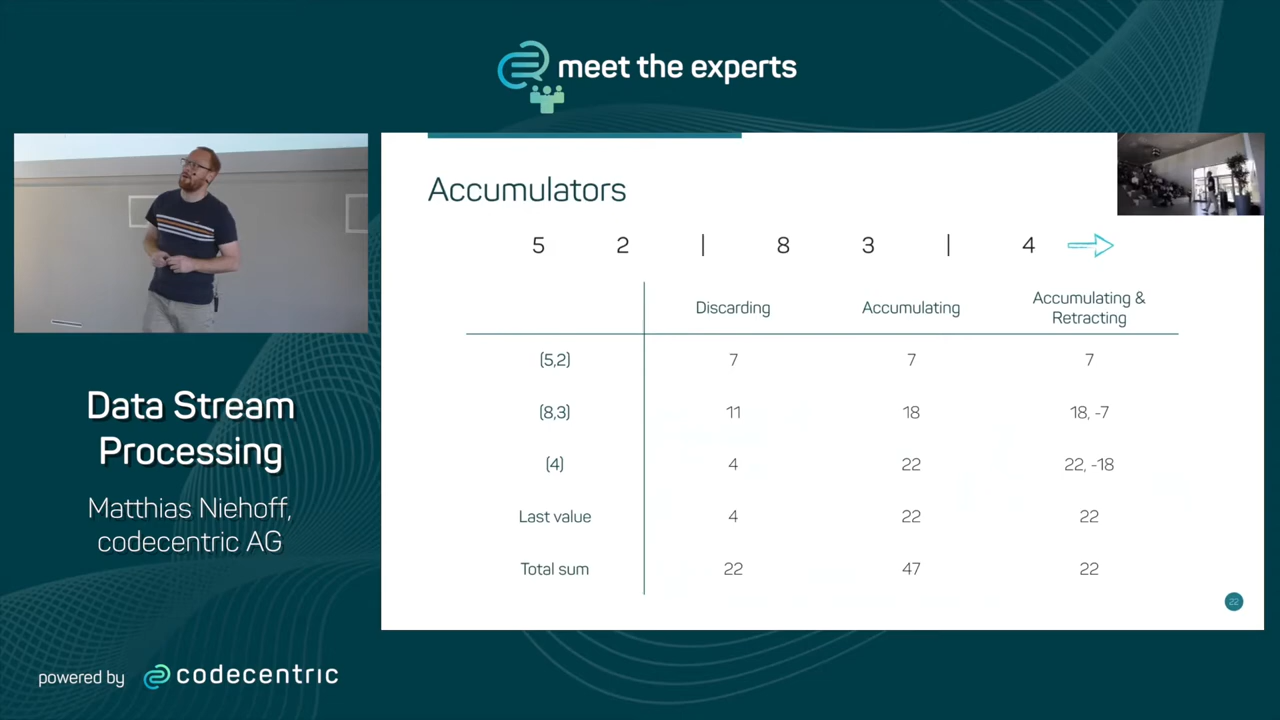 meet the experts
Accumulators
5 2 | 8 3 | 4
Discarding Accumulating Accumulating &
Retracting
(5,2) 7 7 7
(8,3) 11 18 18, -7
(4) 4 22 22, -18
Last value 4 22 22
Total sum 22 47 22
22
Data Stream
Processing
Matthias Niehoff,
codecentric AG
powered by codecentric